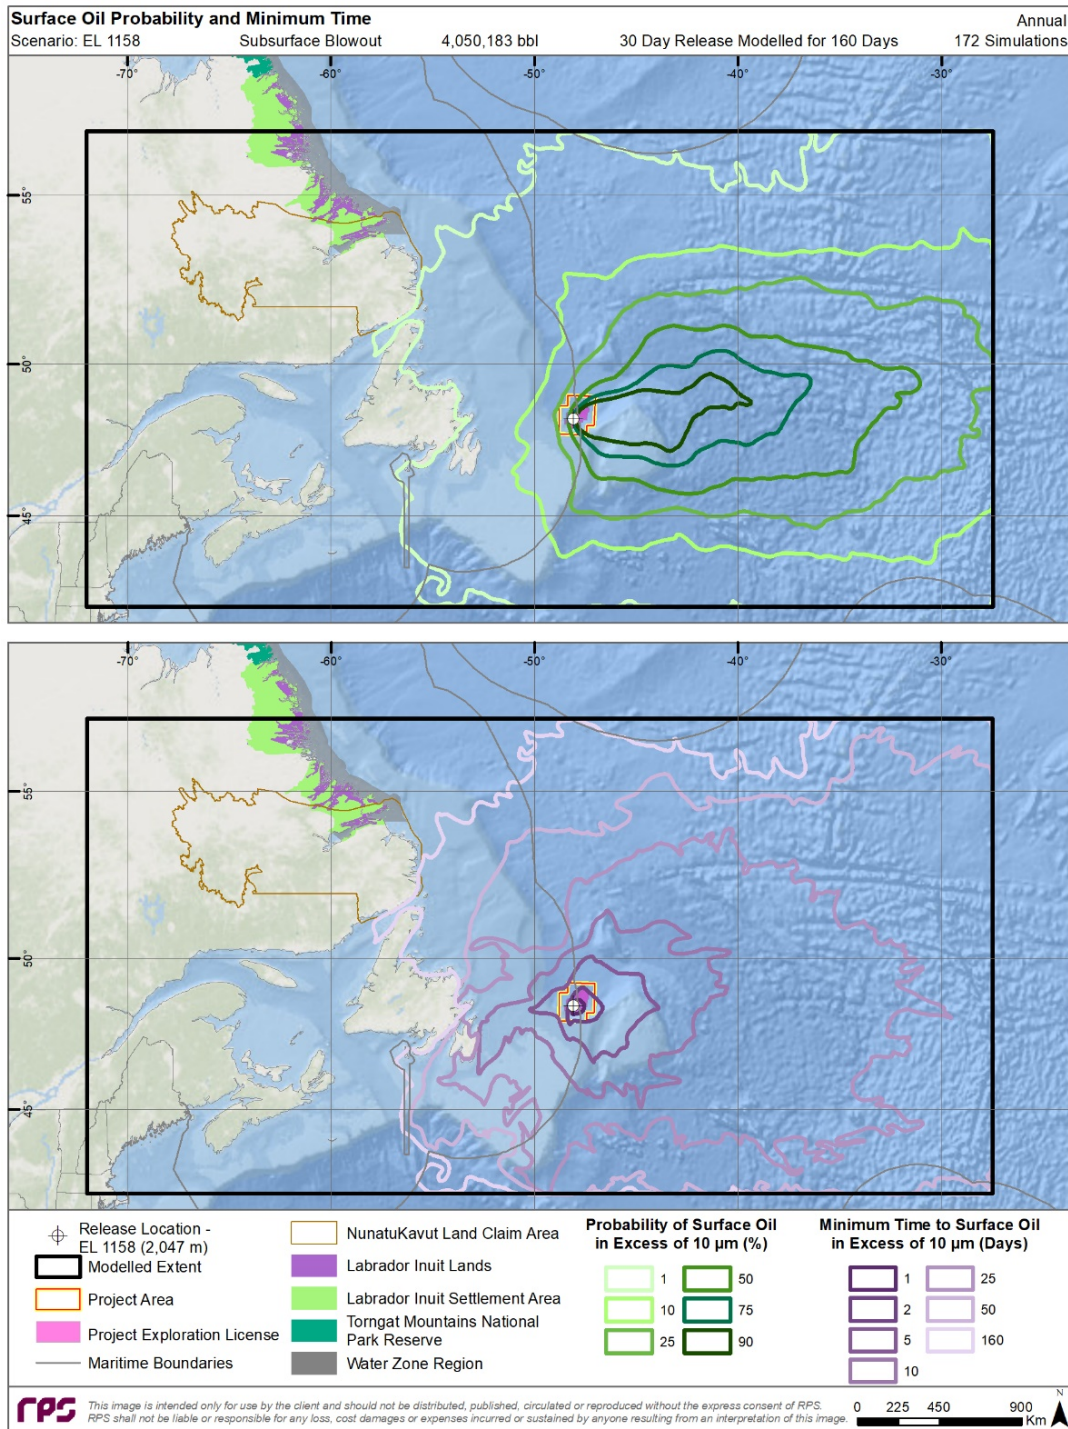 Surface Oil Probability and Minimum Time
Annual
Scenario: EL 1158 Subsurface Blowout 4,050,183 bbl 30 Day Release Modelled for 160 Days 172 Simulations
-70° -60° -50° -40° -30°
55°
50°
45°
-70° -60° -50° -40° -30°
55°
50°
45°
Release Location -
EL 1158 (2,047 m)
Modelled Extent
Project Area
Project Exploration License
Maritime Boundaries
NunatuKavut Land Claim Area
Labrador Inuit Lands
Labrador Inuit Settlement Area
Torngat Mountains National
Park Reserve
Water Zone Region
Probability of Surface Oil
in Excess of 10 µm (%)
1 50
10 75
25 90
Minimum Time to Surface Oil
in Excess of 10 µm (Days)
1 25
2 50
5 160
10
rps
This image is intended only for use by the client and should not be distributed, published, circulated or reproduced without the express consent of RPS.
RPS shall not be liable or responsible for any loss, cost damages or expenses incurred or sustained by anyone resulting from an interpretation of this image.
0 225 450 900
Km
N